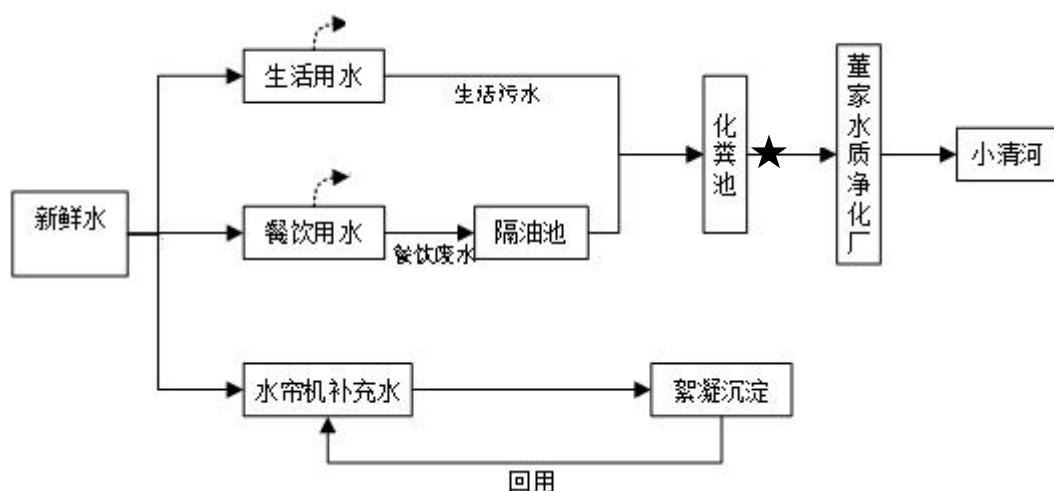 生活用水
生活污水
化粪池
董家水质净化厂
小清河
新鲜水
餐饮用水
餐饮废水
隔油池
水帘机补充水
絮凝沉淀
回用